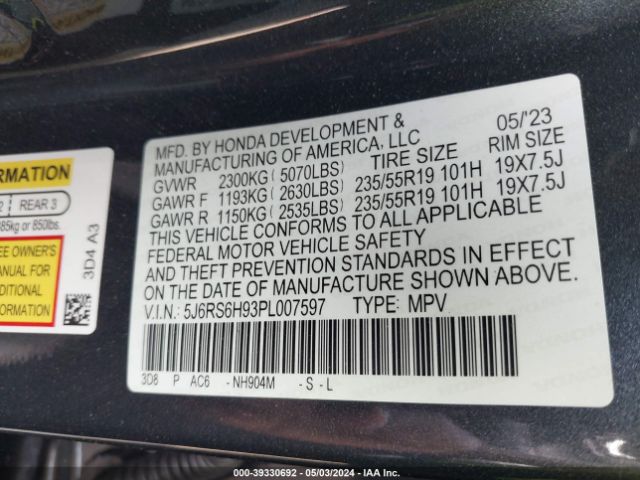 RMATION
2 REAR 3
385kg or 850lbs.
EE OWNER'S
ANUAL FOR
DDITIONAL
FORMATION
3D4 A3
MFD. BY HONDA DEVELOPMENT & 05/'23
MANUFACTURING OF AMERICA, LLC
TIRE SIZE RIM SIZE
GVWR 2300KG(5070LBS)
GAWR F 1193KG(2630LBS) 235/55R19 101H 19X7.5J
GAWR R 1150KG(2535LBS) 235/55R19 101H 19X7.5J
THIS VEHICLE CONFORMS TO ALL APPLICABLE
FEDERAL MOTOR VEHICLE SAFETY
AND THEFT PREVENTION STANDARDS IN EFFECT
ON THE DATE OF MANUFACTURE SHOWN ABOVE.
V.I.N: 5J6RS6H93PL007597 TYPE: MPV
3D8 P AC6 - NH904M - S - L
000-39330692 - 05/03/2024 - IAA Inc.